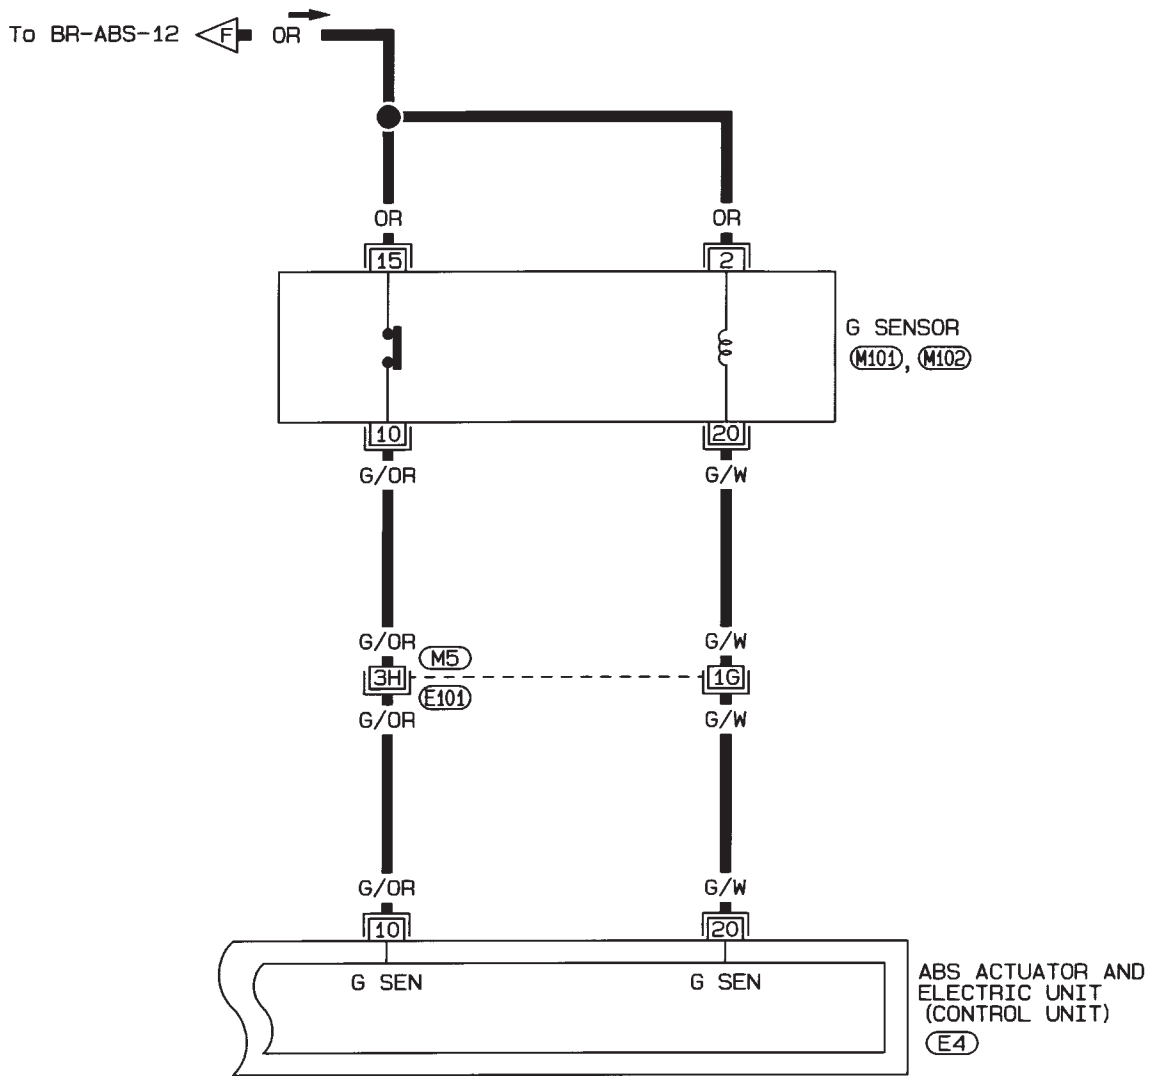 To BR-ABS-12 F OR
OR OR
15 2
G SENSOR
M101, M102
10 20
G/OR G/W
G/OR G/W
M5
3H 1G
E101
G/OR G/W
G/OR G/W
10 20
G SEN G SEN
ABS ACTUATOR AND
ELECTRIC UNIT
(CONTROL UNIT)
E4